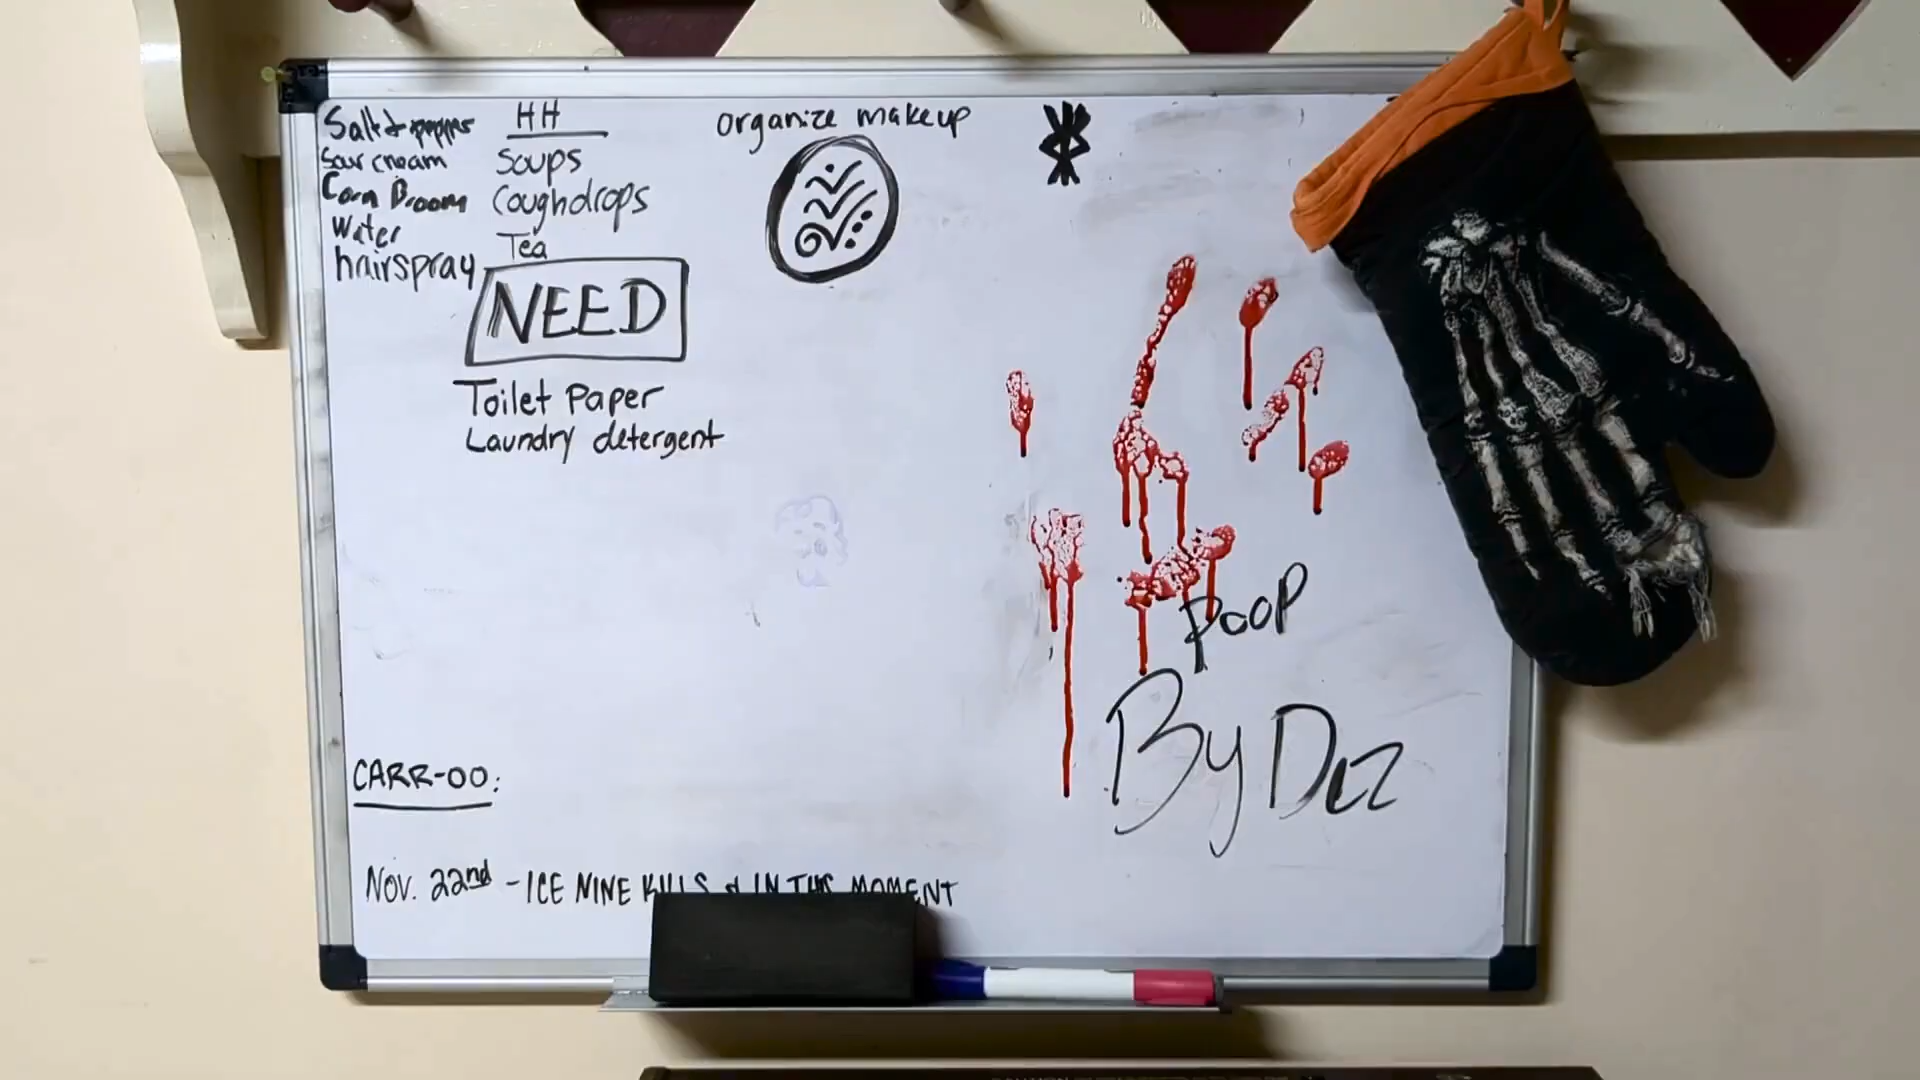 Salt & pepper
Sour cream
Corn Broom
Water
hairspray
HH
Soups
Coughdrops
Tea
NEED
Toilet Paper
Laundry detergent
organize makeup
Poop
By Dez
CARR-OO:
Nov. 22nd - ICE NINE KILLS & IN THIS MOMENT